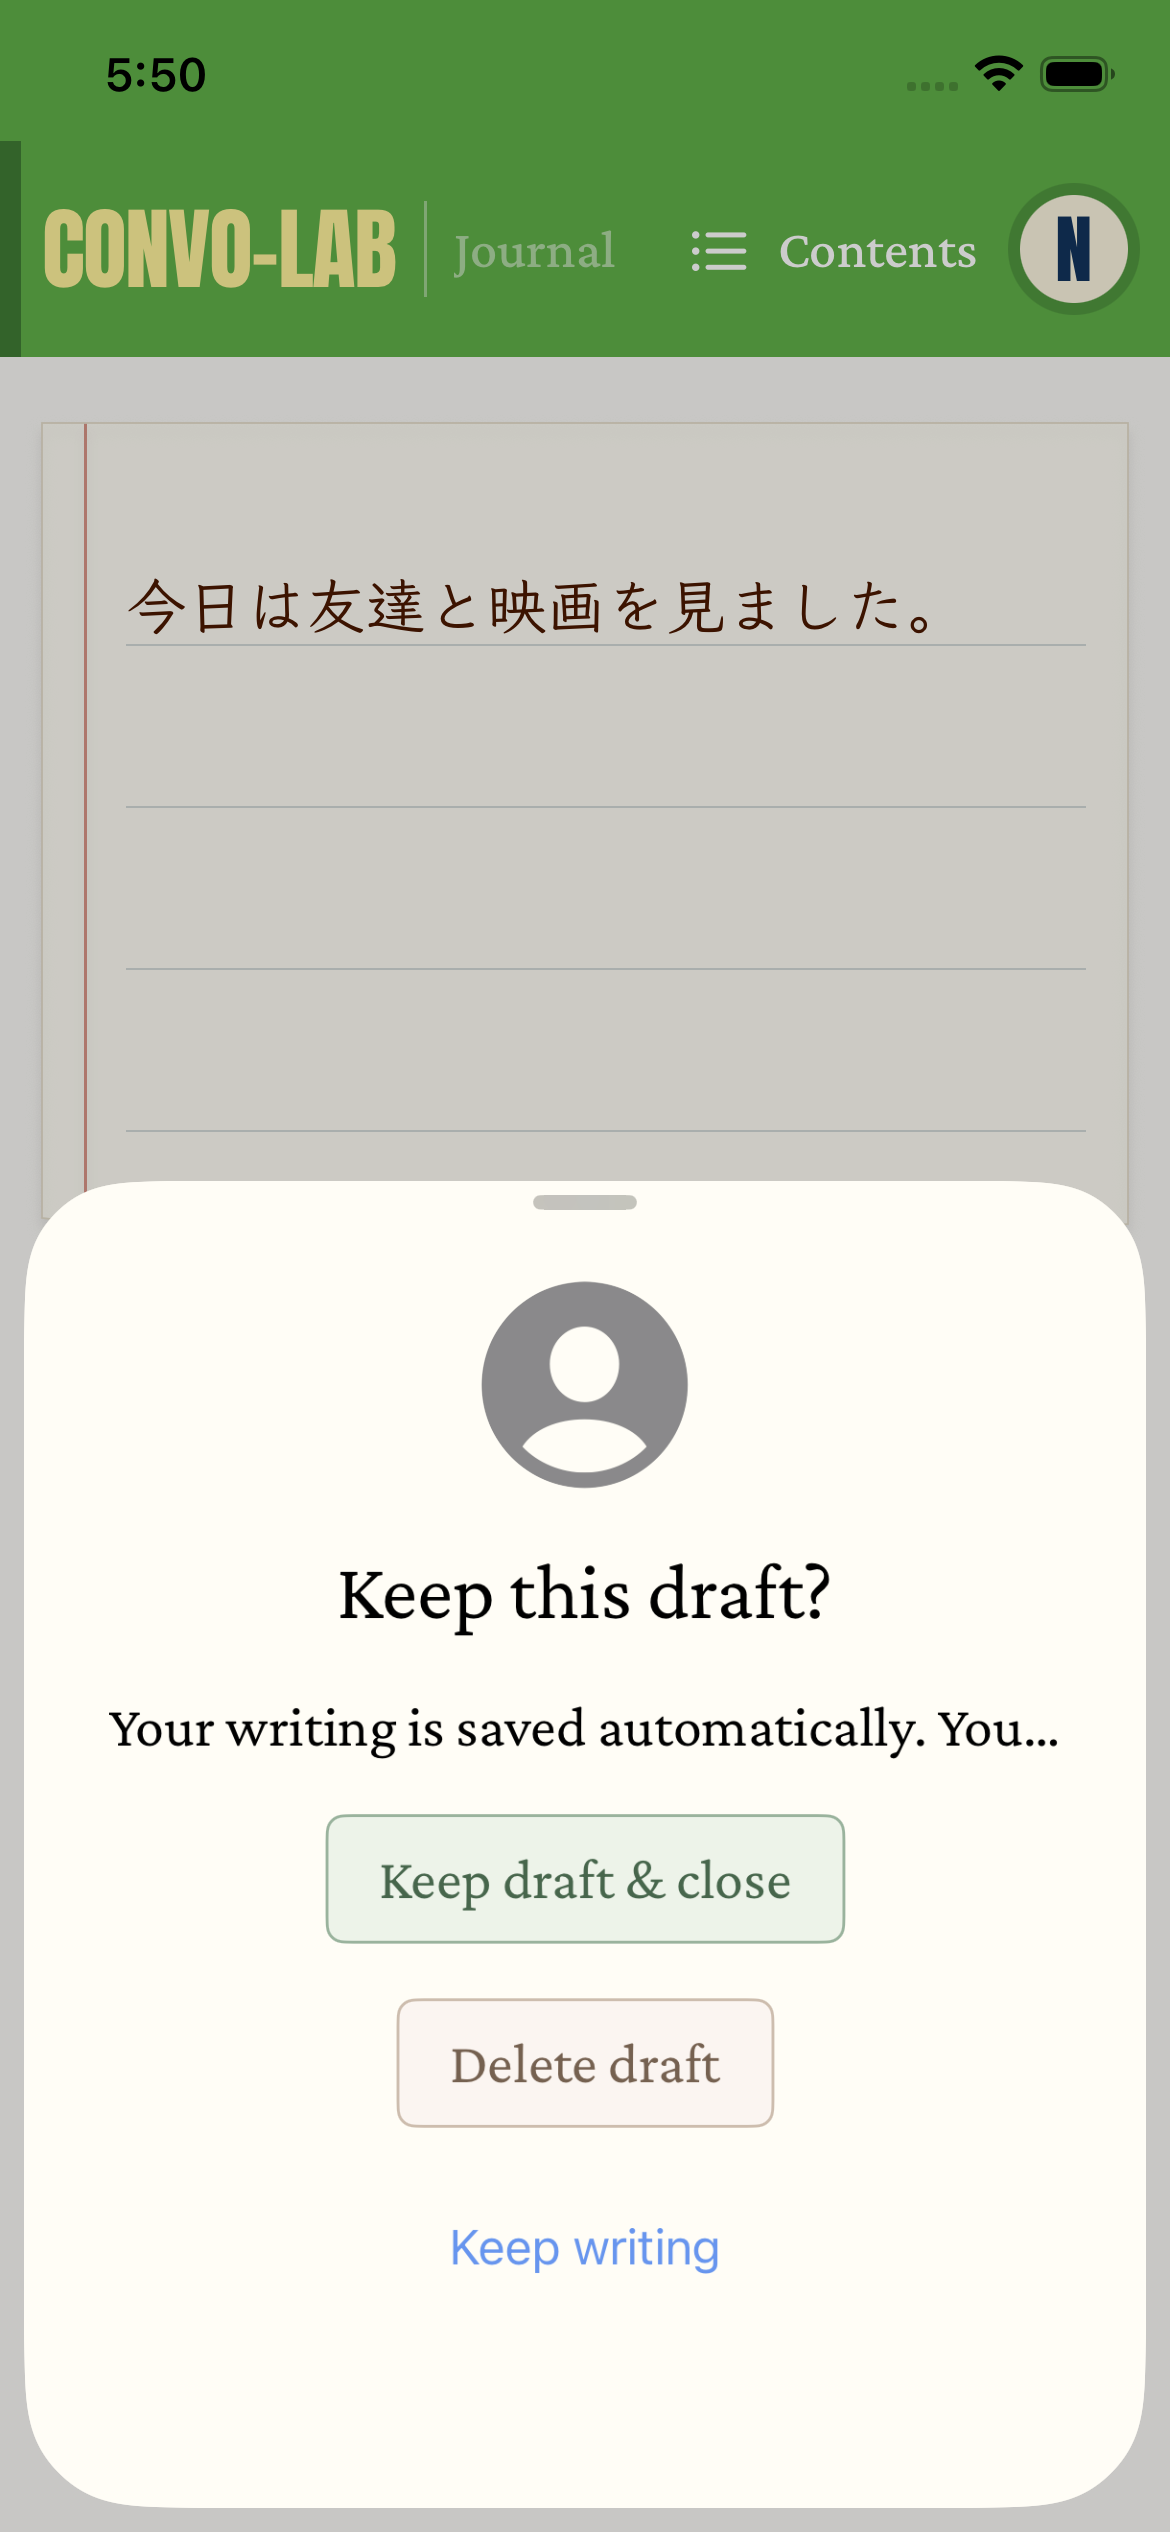 5:50
CONVO-LAB
Journal
Contents
N
今日は友達と映画を見ました。
Keep this draft?
Your writing is saved automatically. You...
Keep draft & close
Delete draft
Keep writing